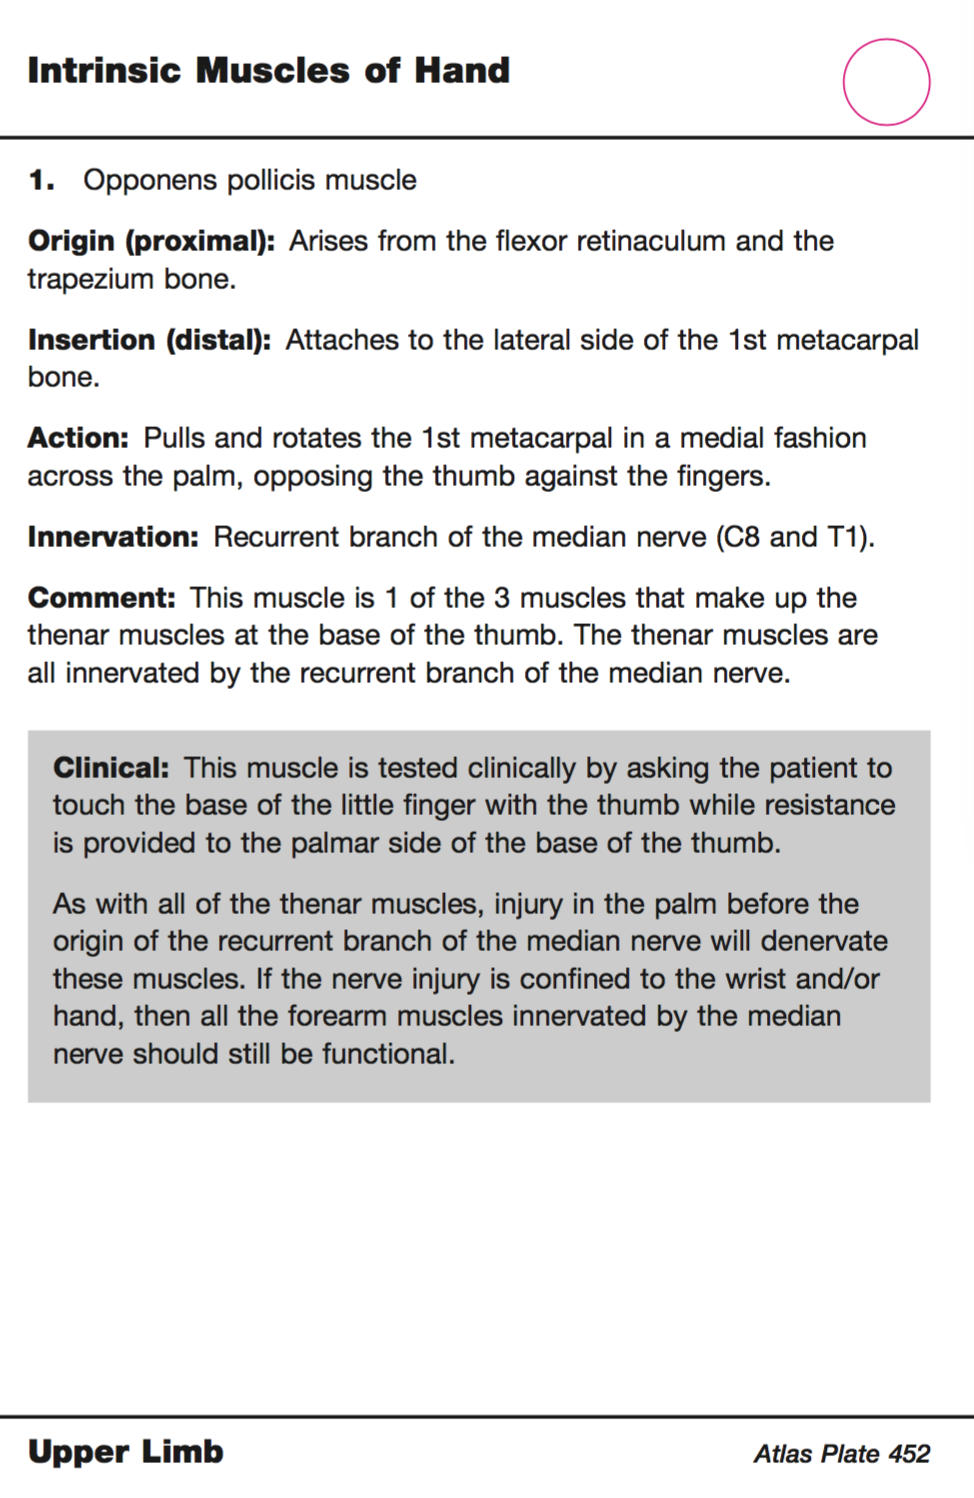 Intrinsic Muscles of Hand
1. Opponens pollicis muscle
Origin (proximal): Arises from the flexor retinaculum and the
trapezium bone.
Insertion (distal): Attaches to the lateral side of the 1st metacarpal
bone.
Action: Pulls and rotates the 1st metacarpal in a medial fashion
across the palm, opposing the thumb against the fingers.
Innervation: Recurrent branch of the median nerve (C8 and T1).
Comment: This muscle is 1 of the 3 muscles that make up the
thenar muscles at the base of the thumb. The thenar muscles are
all innervated by the recurrent branch of the median nerve.
Clinical: This muscle is tested clinically by asking the patient to
touch the base of the little finger with the thumb while resistance
is provided to the palmar side of the base of the thumb.
As with all of the thenar muscles, injury in the palm before the
origin of the recurrent branch of the median nerve will denervate
these muscles. If the nerve injury is confined to the wrist and/or
hand, then all the forearm muscles innervated by the median
nerve should still be functional.
Upper Limb
Atlas Plate 452